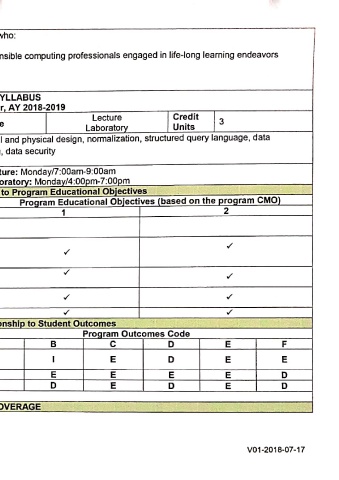 who:
nsible computing professionals engaged in life-long learning endeavors
YLLABUS
r, AY 2018-2019
e Lecture Laboratory Credit Units 3
l and physical design, normalization, structured query language, data
, data security
ture: Monday/7:00am-9:00am
oratory: Monday/4:00pm-7:00pm
to Program Educational Objectives
Program Educational Objectives (based on the program CMO)
1 2
✓ ✓
✓ ✓
✓ ✓
✓ ✓
onship to Student Outcomes
Program Outcomes Code
B C D E F
I E D E E
E E E E D
D E D E D
OVERAGE
V01-2018-07-17